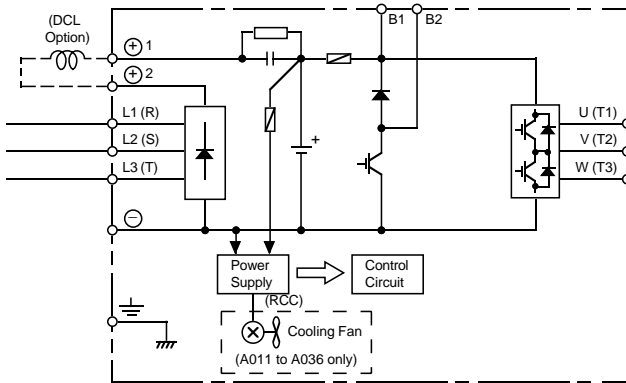 (DCL
Option)
B1 B2
+ 1
+ 2
L1 (R)
L2 (S)
L3 (T)
−
+
U (T1)
V (T2)
W (T3)
Power
Supply
(RCC)
Control
Circuit
Cooling Fan
(A011 to A036 only)